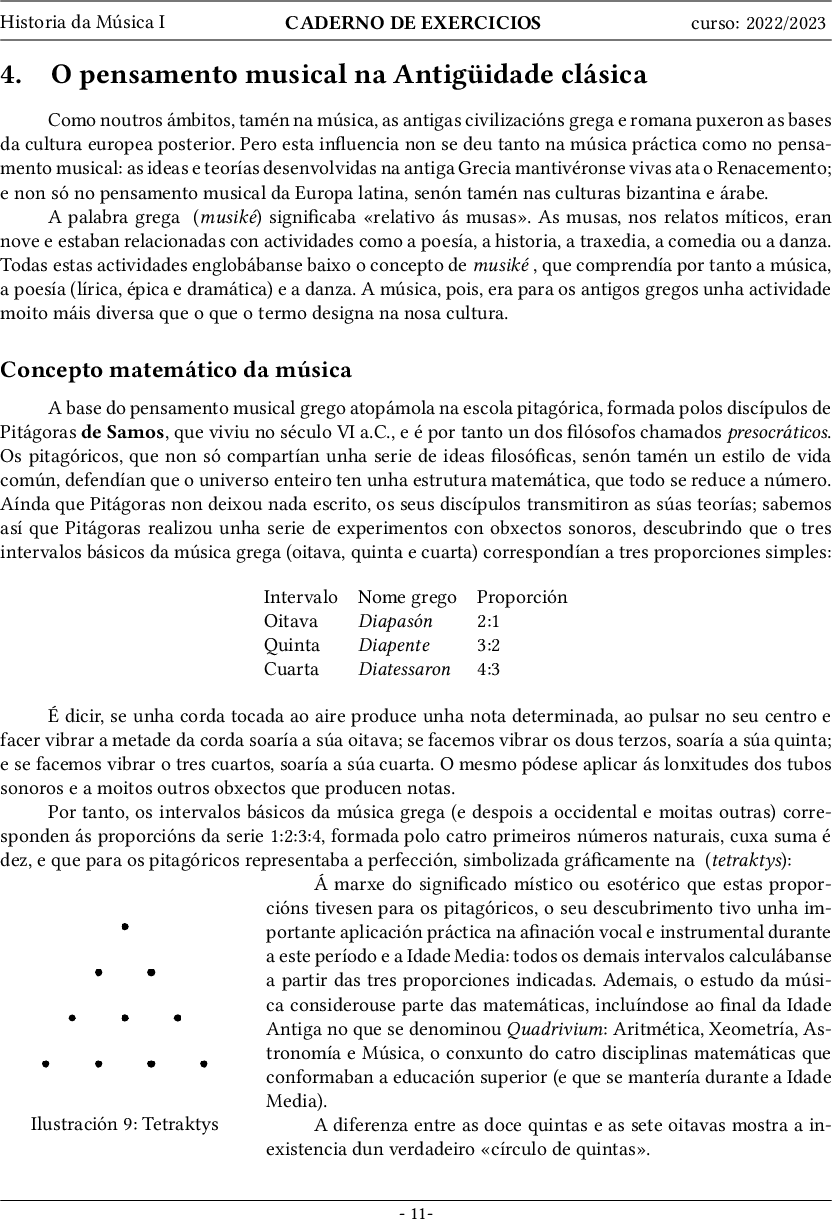 Historia da Música I CADERNO DE EXERCICIOS curso: 2022/2023
4. O pensamento musical na Antigüidade clásica
Como noutros ámbitos, tamén na música, as antigas civilizacións grega e romana puxeron as bases
da cultura europea posterior. Pero esta influencia non se deu tanto na música práctica como no pensa-
mento musical: as ideas e teorías desenvolvidas na antiga Grecia mantivéronse vivas ata o Renacemento;
e non só no pensamento musical da Europa latina, senón tamén nas culturas bizantina e árabe.
A palabra grega (musiké) significaba «relativo ás musas». As musas, nos relatos míticos, eran
nove e estaban relacionadas con actividades como a poesía, a historia, a traxedia, a comedia ou a danza.
Todas estas actividades englobábanse baixo o concepto de musiké , que comprendía por tanto a música,
a poesía (lírica, épica e dramática) e a danza. A música, pois, era para os antigos gregos unha actividade
moito máis diversa que o que o termo designa na nosa cultura.
Concepto matemático da música
A base do pensamento musical grego atopámola na escola pitagórica, formada polos discípulos de
Pitágoras de Samos, que viviu no século VI a.C., e é por tanto un dos filósofos chamados presocráticos.
Os pitagóricos, que non só compartían unha serie de ideas filosóficas, senón tamén un estilo de vida
común, defendían que o universo enteiro ten unha estrutura matemática, que todo se reduce a número.
Aínda que Pitágoras non deixou nada escrito, os seus discípulos transmitiron as súas teorías; sabemos
así que Pitágoras realizou unha serie de experimentos con obxectos sonoros, descubrindo que o tres
intervalos básicos da música grega (oitava, quinta e cuarta) correspondían a tres proporciones simples:
Intervalo Nome grego Proporción
Oitava Diapasón 2:1
Quinta Diapente 3:2
Cuarta Diatessaron 4:3
É dicir, se unha corda tocada ao aire produce unha nota determinada, ao pulsar no seu centro e
facer vibrar a metade da corda soaría a súa oitava; se facemos vibrar os dous terzos, soaría a súa quinta;
e se facemos vibrar o tres cuartos, soaría a súa cuarta. O mesmo pódese aplicar ás lonxitudes dos tubos
sonoros e a moitos outros obxectos que producen notas.
Por tanto, os intervalos básicos da música grega (e despois a occidental e moitas outras) corre-
sponden ás proporcións da serie 1:2:3:4, formada polo catro primeiros números naturais, cuxa suma é
dez, e que para os pitagóricos representaba a perfección, simbolizada gráficamente na (tetraktys):
Á marxe do significado místico ou esotérico que estas propor-
cións tivesen para os pitagóricos, o seu descubrimento tivo unha im-
portante aplicación práctica na afinación vocal e instrumental durante
a este período e a Idade Media: todos os demais intervalos calculábanse
a partir das tres proporciones indicadas. Ademais, o estudo da músi-
ca considerouse parte das matemáticas, incluíndose ao final da Idade
Antiga no que se denominou Quadrivium: Aritmética, Xeometría, As-
tronomía e Música, o conxunto do catro disciplinas matemáticas que
conformaban a educación superior (e que se mantería durante a Idade
Media).
Ilustración 9: Tetraktys
A diferenza entre as doce quintas e as sete oitavas mostra a in-
existencia dun verdadeiro «círculo de quintas».
- 11-